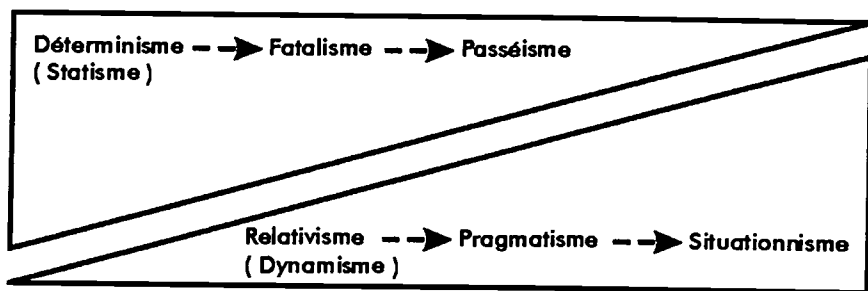 Déterminisme --> Fatalisme --> Passéisme
( Statisme )
Relativisme --> Pragmatisme --> Situationnisme
( Dynamisme )